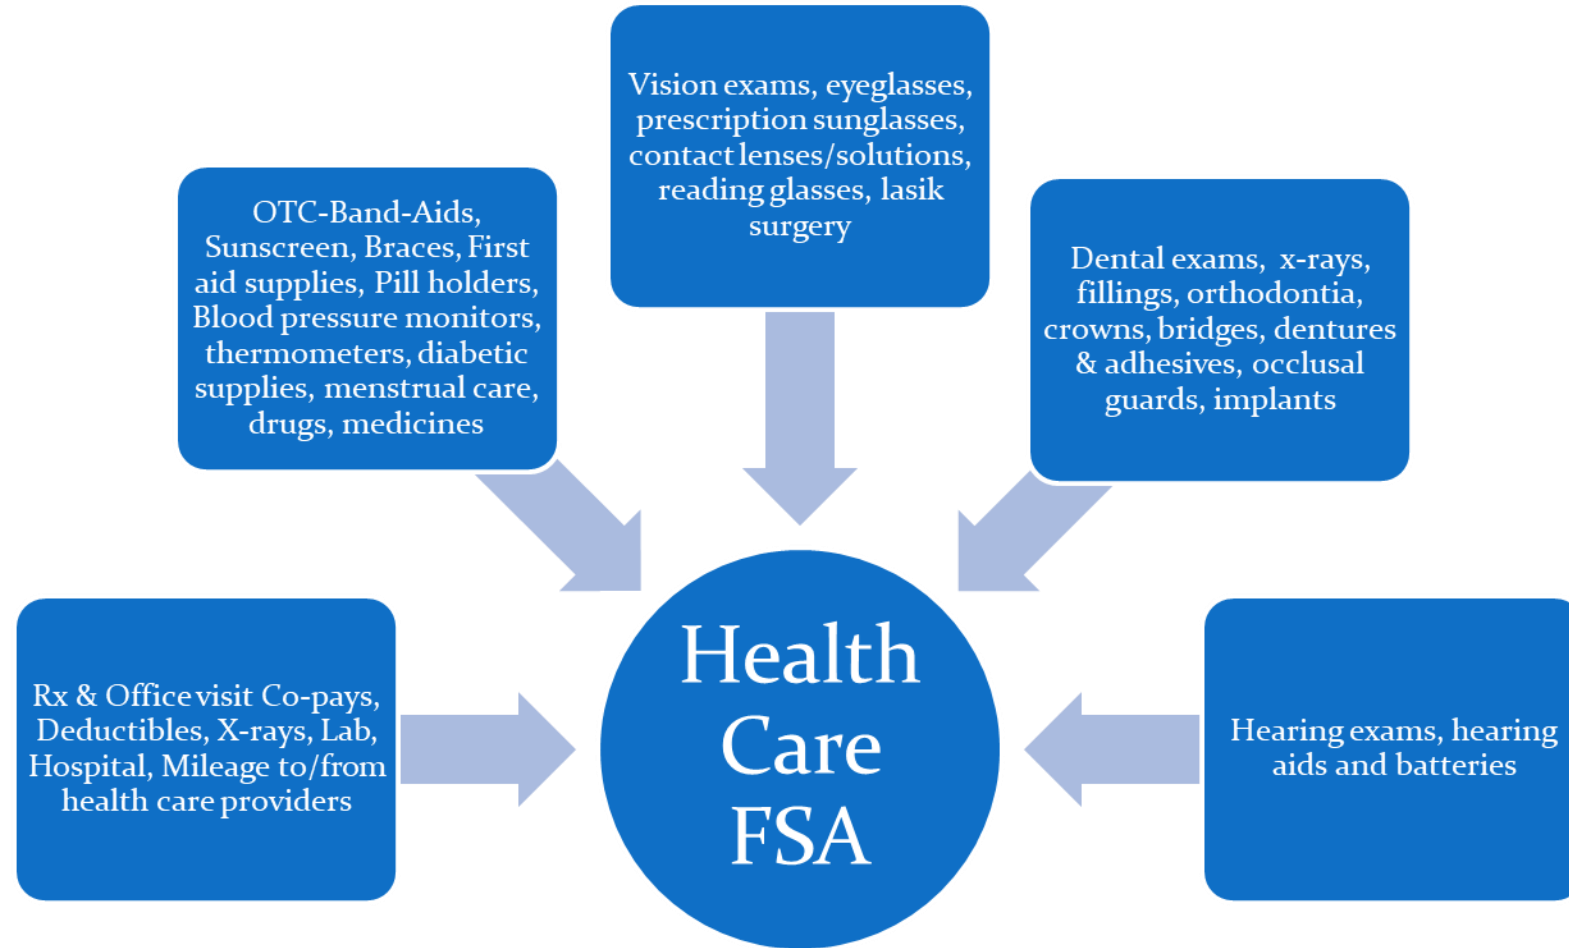 Vision exams, eyeglasses,
prescription sunglasses,
contact lenses/solutions,
reading glasses, lasik
surgery
OTC-Band-Aids,
Sunscreen, Braces, First
aid supplies, Pill holders,
Blood pressure monitors,
thermometers, diabetic
supplies, menstrual care,
drugs, medicines
Dental exams, x-rays,
fillings, orthodontia,
crowns, bridges, dentures
& adhesives, occlusal
guards, implants
Rx & Office visit Co-pays,
Deductibles, X-rays, Lab,
Hospital, Mileage to/from
health care providers
Health
Care
FSA
Hearing exams, hearing
aids and batteries